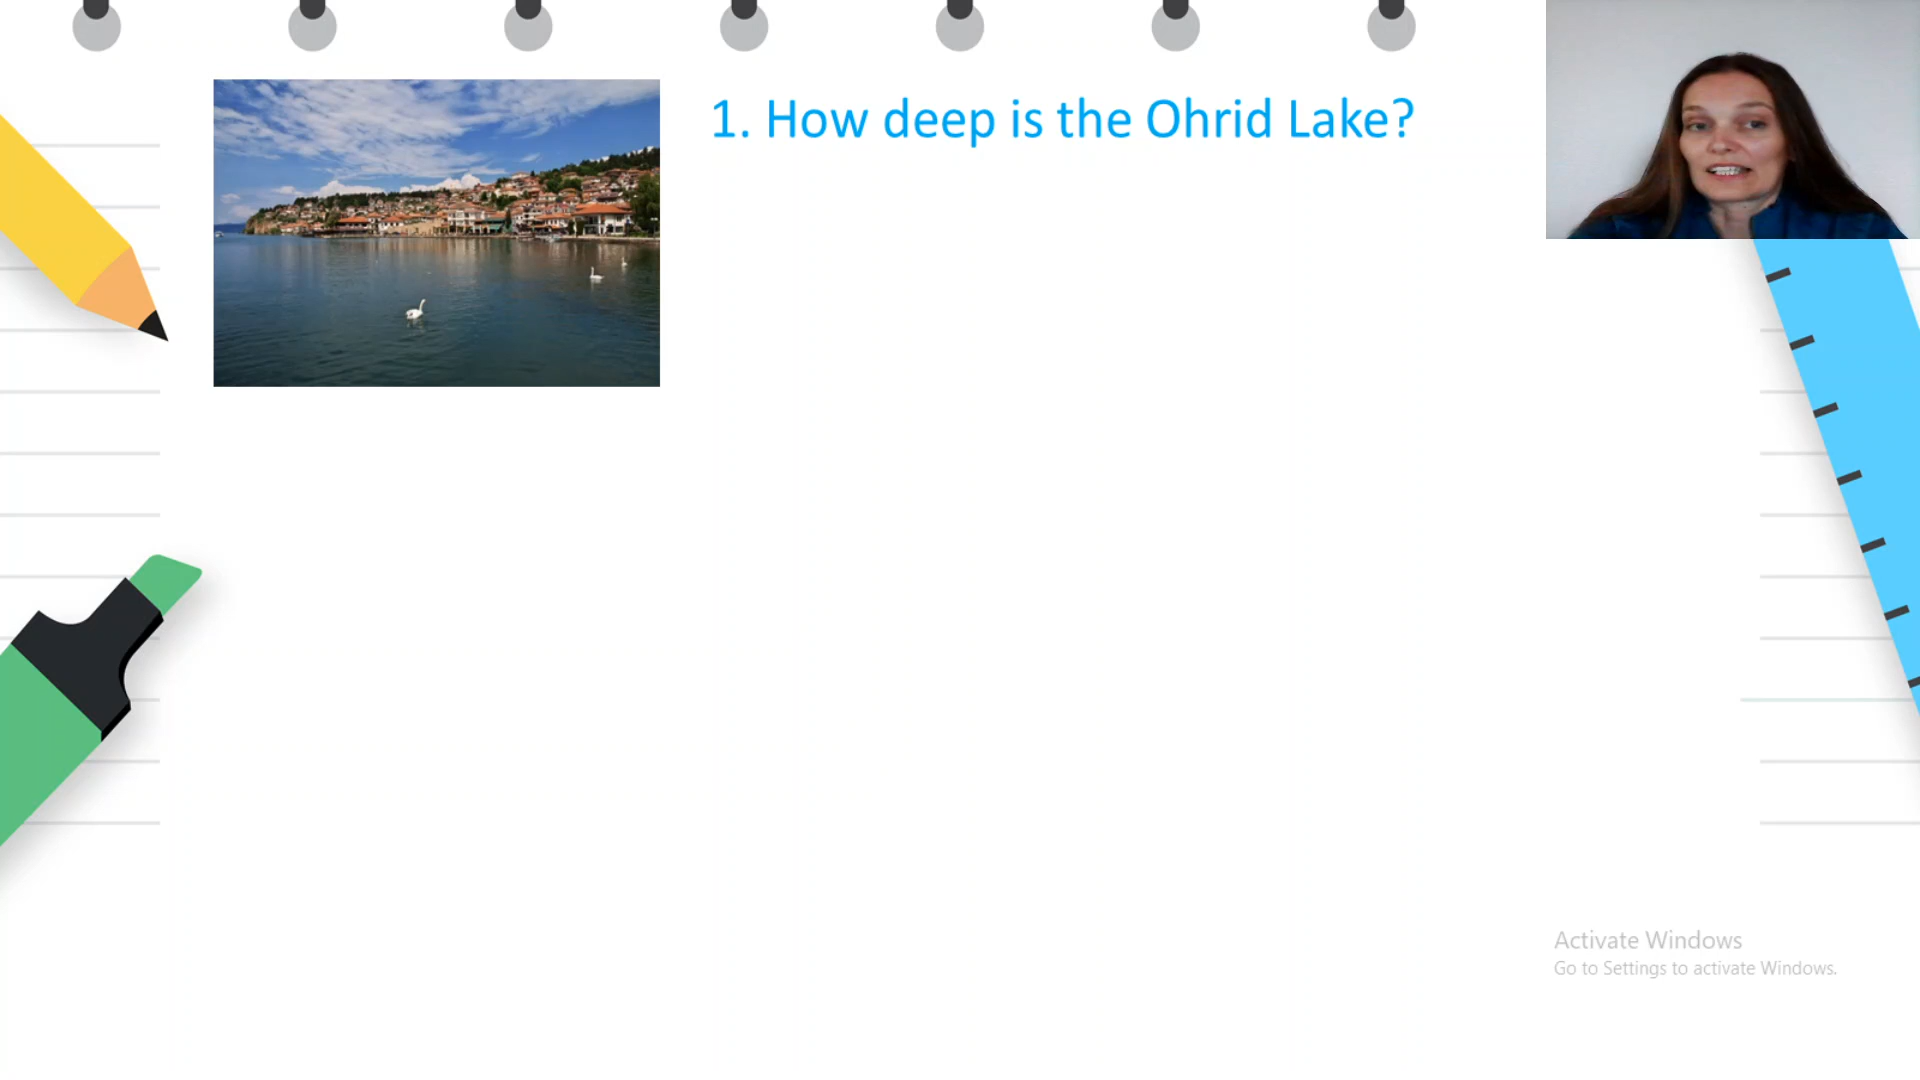 1. How deep is the Ohrid Lake?
Activate Windows
Go to Settings to activate Windows.